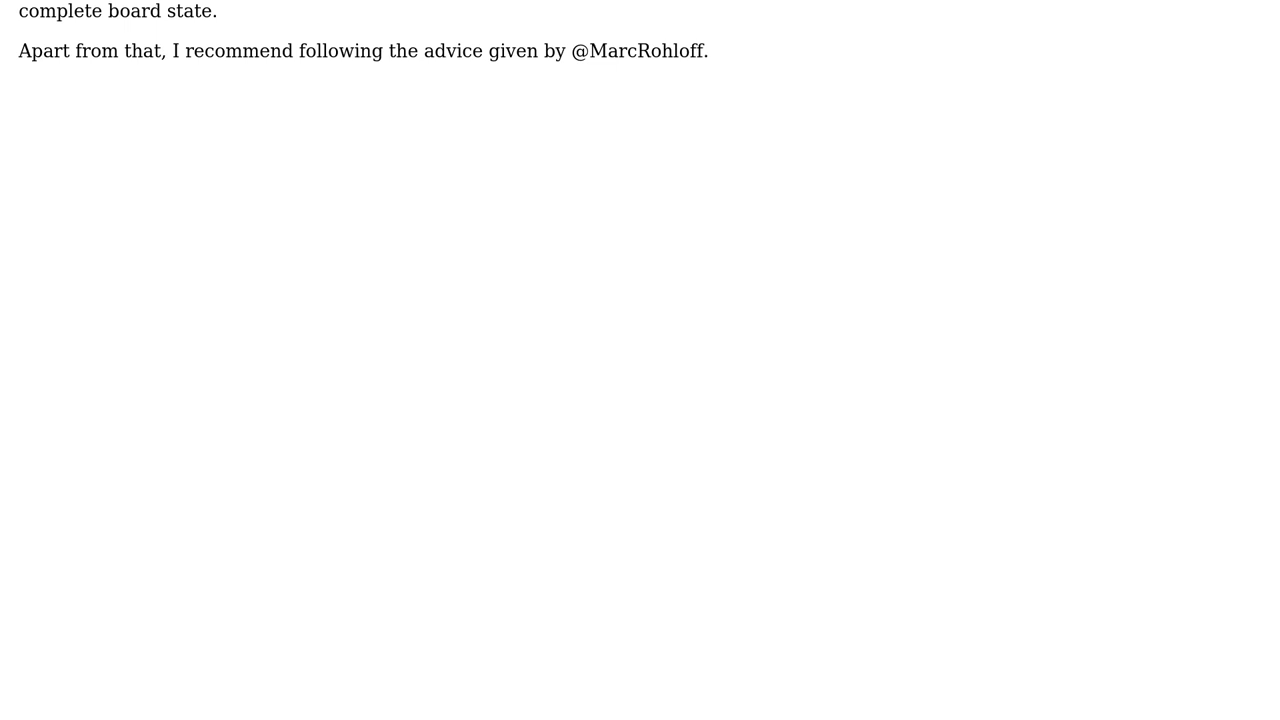 complete board state.
Apart from that, I recommend following the advice given by @MarcRohloff.